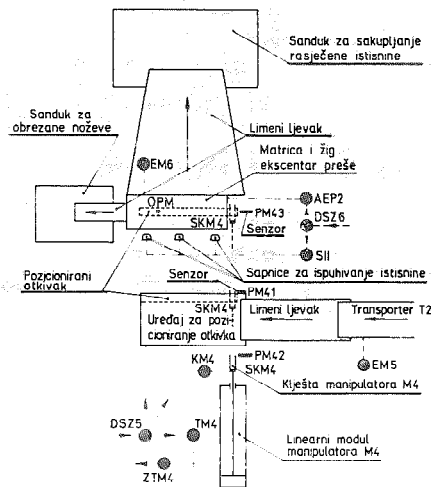 Sanduk za sakupljanje
rasječene istisnine
Sanduk za
obrezane noževe
Limeni ljevak
EM6
Matrica i žig
ekscentar preše
OPM
AEP2
SKM4
PM43
DSZ6
Senzor
SII
Sapnice za ispuhivanje istisnine
Pozicionirani
otkivak
Senzor
PM41
SKM4
Uređaj za pozi
cioniranje otkivka
Limeni ljevak
Transporter T2
KM4
PM42
SKM4
EM5
Klješta manipulatora M4
DSZ5
TM4
Linearni modul
manipulatora M4
ZTM4